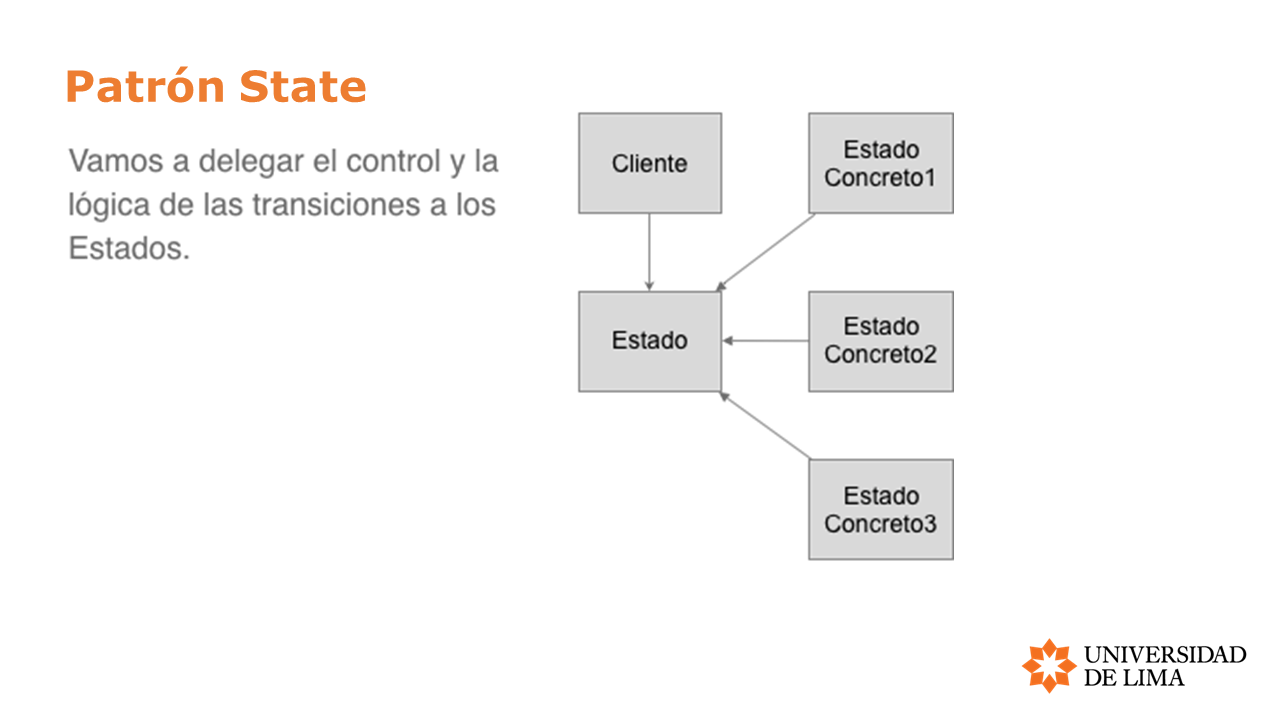 Patrón State
Vamos a delegar el control y la
lógica de las transiciones a los
Estados.
Cliente
Estado
Concreto1
Estado
Estado
Concreto2
Estado
Concreto3
UNIVERSIDAD
DE LIMA